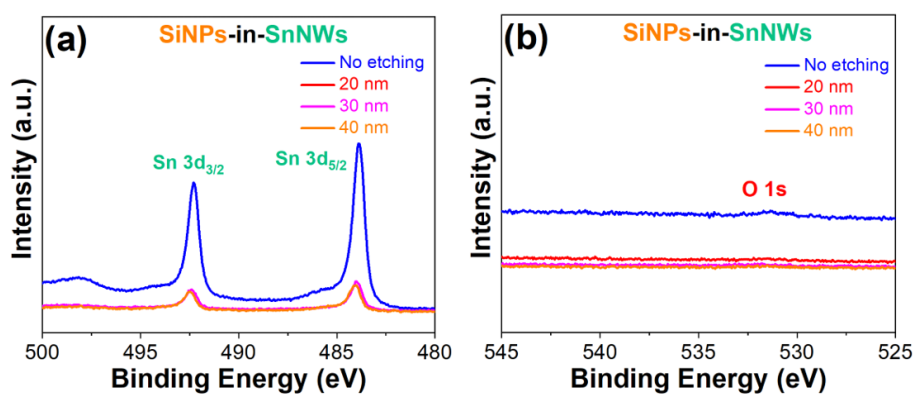 (a)
SiNPs-in-SnNWs
No etching
20 nm
30 nm
40 nm
Sn 3d3/2
Sn 3d5/2
Intensity (a.u.)
500 495 490 485 480
Binding Energy (eV)
(b)
SiNPs-in-SnNWs
No etching
20 nm
30 nm
40 nm
O 1s
Intensity (a.u.)
545 540 535 530 525
Binding Energy (eV)